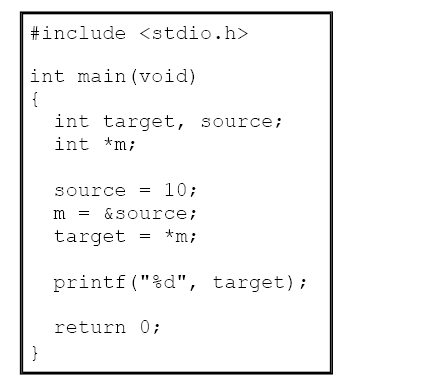 #include <stdio.h>
int main(void)
{
int target, source;
int *m;
source = 10;
m = &source;
target = *m;
printf("%d", target);
return 0;
}